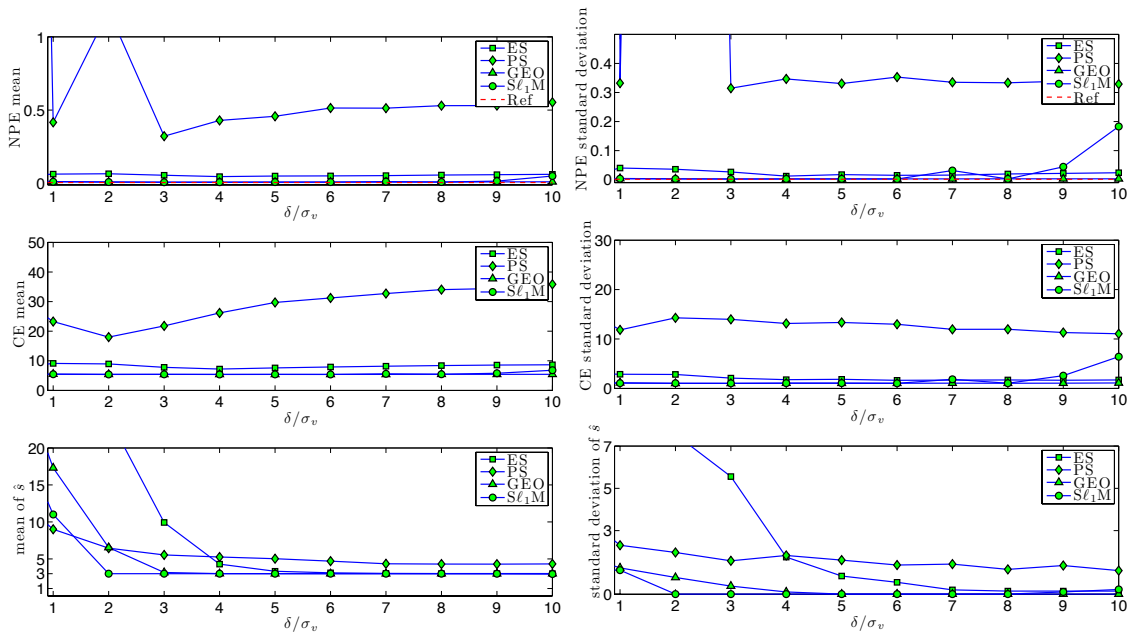 NPE mean
1
0.5
0
ES
PS
GEO
Sℓ₁M
Ref
1 2 3 4 5 6 7 8 9 10
δ/σᵥ
NPE standard deviation
0.4
0.3
0.2
0.1
0
ES
PS
GEO
Sℓ₁M
Ref
1 2 3 4 5 6 7 8 9 10
δ/σᵥ
CE mean
50
40
30
20
10
0
ES
PS
GEO
Sℓ₁M
1 2 3 4 5 6 7 8 9 10
δ/σᵥ
CE standard deviation
30
20
10
0
ES
PS
GEO
Sℓ₁M
1 2 3 4 5 6 7 8 9 10
δ/σᵥ
mean of ŝ
20
15
10
5
3
1
ES
PS
GEO
Sℓ₁M
1 2 3 4 5 6 7 8 9 10
δ/σᵥ
standard deviation of ŝ
7
5
3
1
0
ES
PS
GEO
Sℓ₁M
1 2 3 4 5 6 7 8 9 10
δ/σᵥ